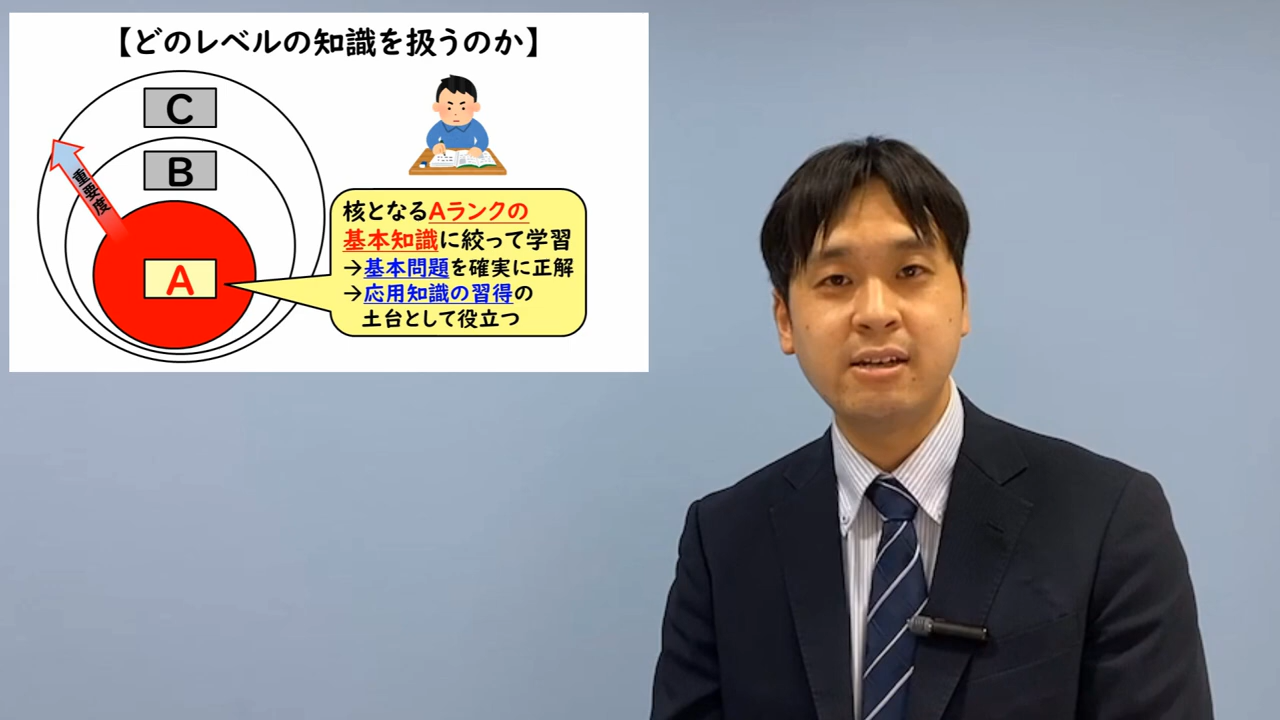 【どのレベルの知識を扱うのか】
C
B
重要度
A
核となるAランクの
基本知識に絞って学習
→基本問題を確実に正解
→応用知識の習得の
土台として役立つ